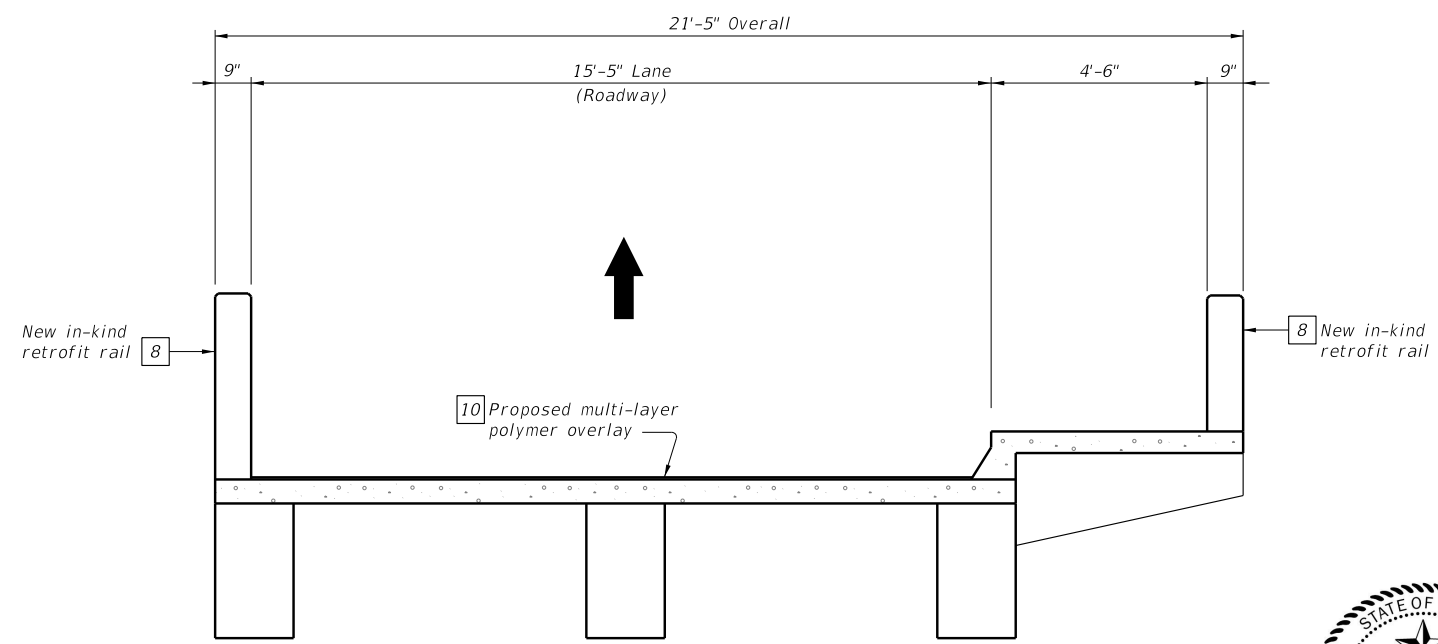 21'-5" Overall
9"
15'-5" Lane
(Roadway)
4'-6"
9"
New in-kind
retrofit rail 8
8 New in-kind
retrofit rail
10 Proposed multi-layer
polymer overlay
STATE OF